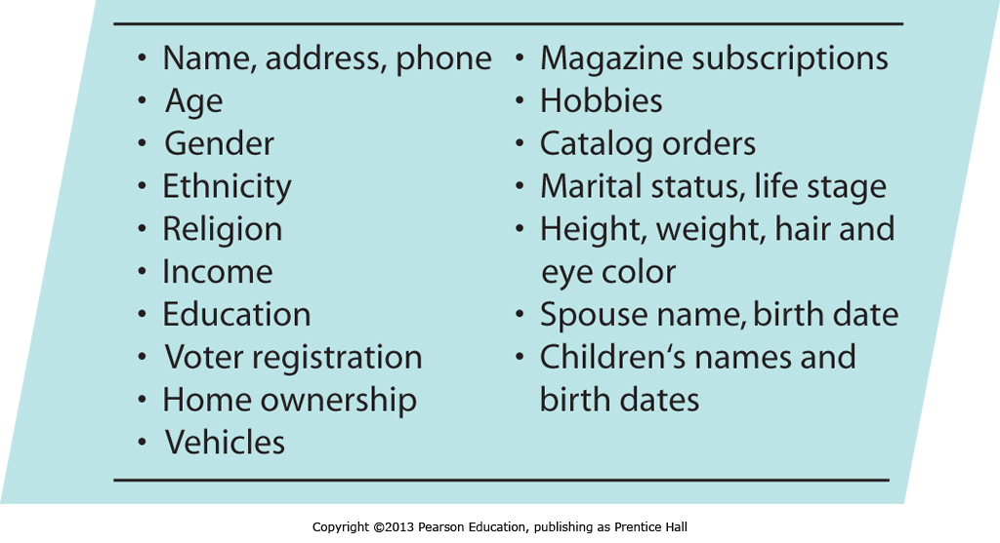 • Name, address, phone
• Age
• Gender
• Ethnicity
• Religion
• Income
• Education
• Voter registration
• Home ownership
• Vehicles
• Magazine subscriptions
• Hobbies
• Catalog orders
• Marital status, life stage
• Height, weight, hair and
eye color
• Spouse name, birth date
• Children‘s names and
birth dates
Copyright ©2013 Pearson Education, publishing as Prentice Hall